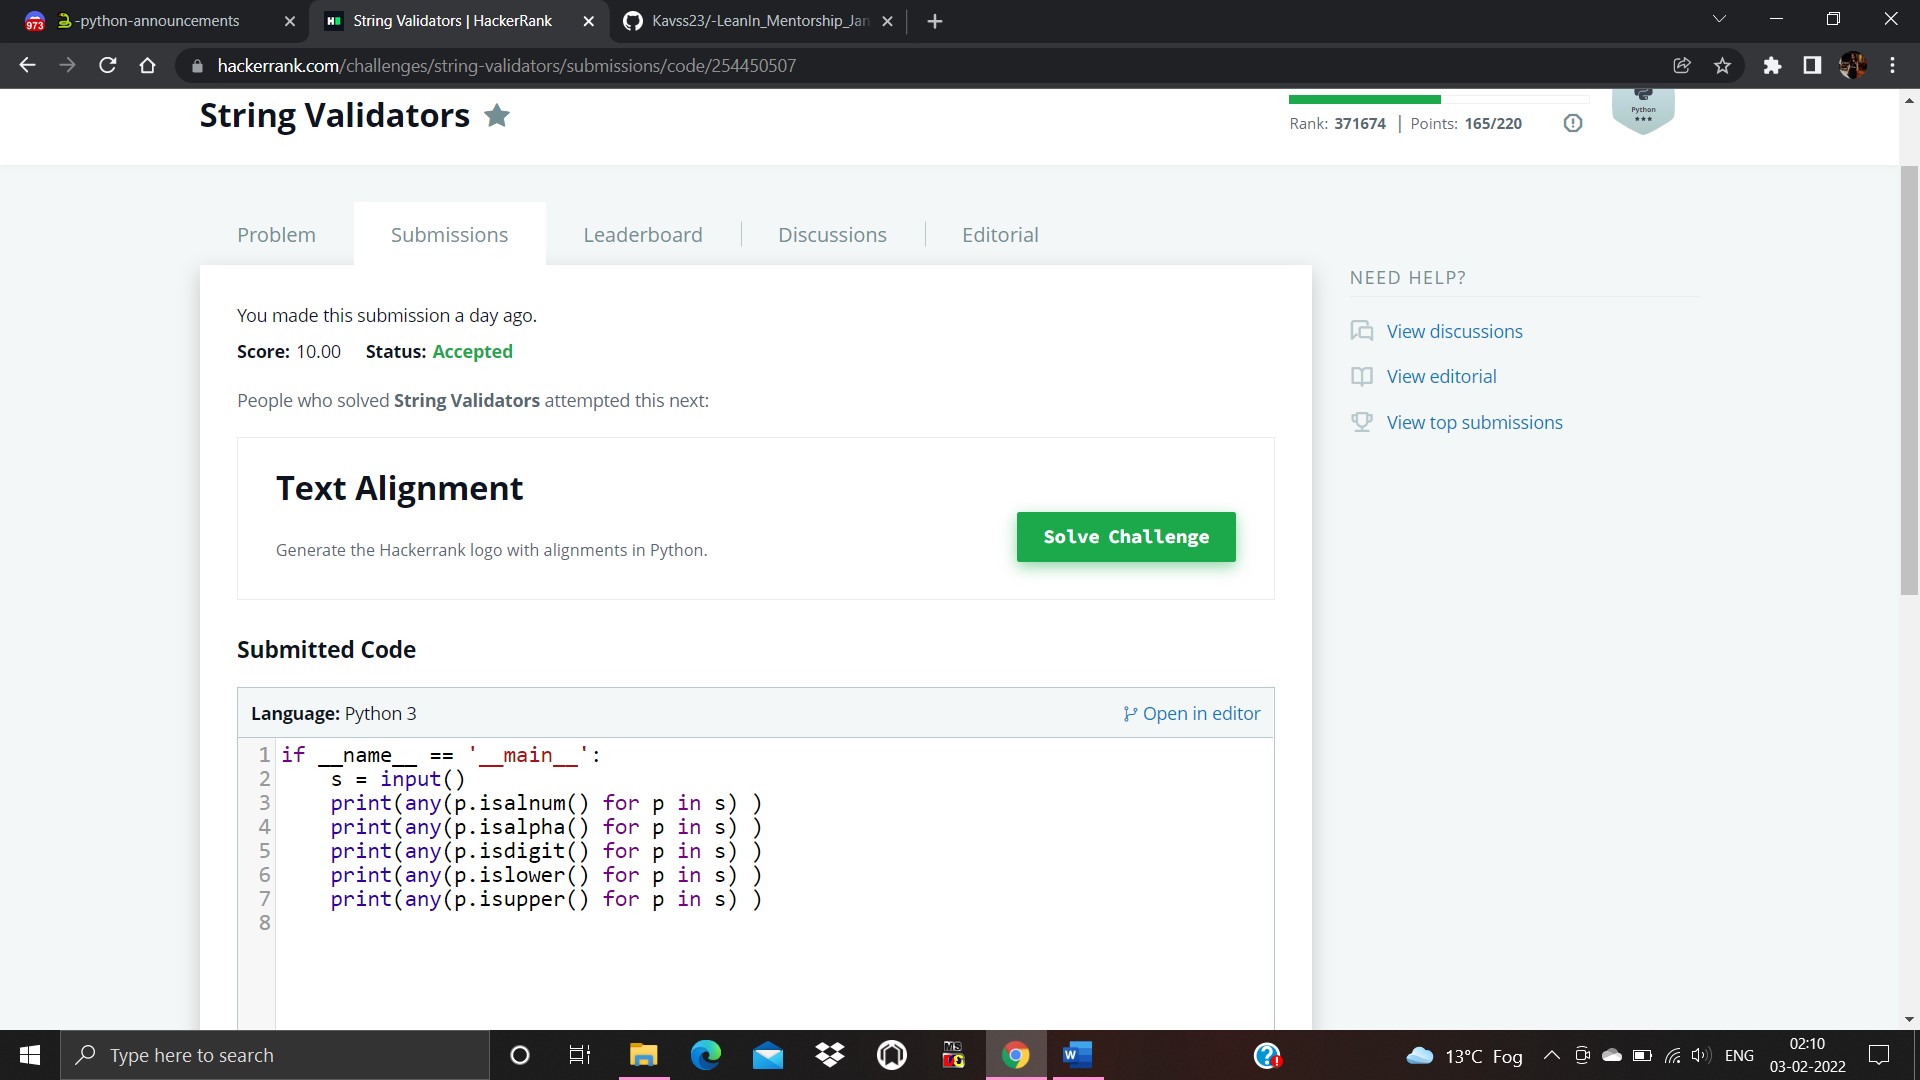 973
-python-announcements
String Validators | HackerRank
Kavss23/-LeanIn_Mentorship_Jan
hackerrank.com/challenges/string-validators/submissions/code/254450507
String Validators
Rank: 371674 | Points: 165/220
Python
Problem
Submissions
Leaderboard
Discussions
Editorial
You made this submission a day ago.
Score: 10.00 Status: Accepted
People who solved String Validators attempted this next:
Text Alignment
Generate the Hackerrank logo with alignments in Python.
Solve Challenge
NEED HELP?
View discussions
View editorial
View top submissions
Submitted Code
Language: Python 3
Open in editor
1 if __name__ == '__main__':
2     s = input()
3     print(any(p.isalnum() for p in s) )
4     print(any(p.isalpha() for p in s) )
5     print(any(p.isdigit() for p in s) )
6     print(any(p.islower() for p in s) )
7     print(any(p.isupper() for p in s) )
8
Type here to search
13°C Fog
ENG
02:10
03-02-2022